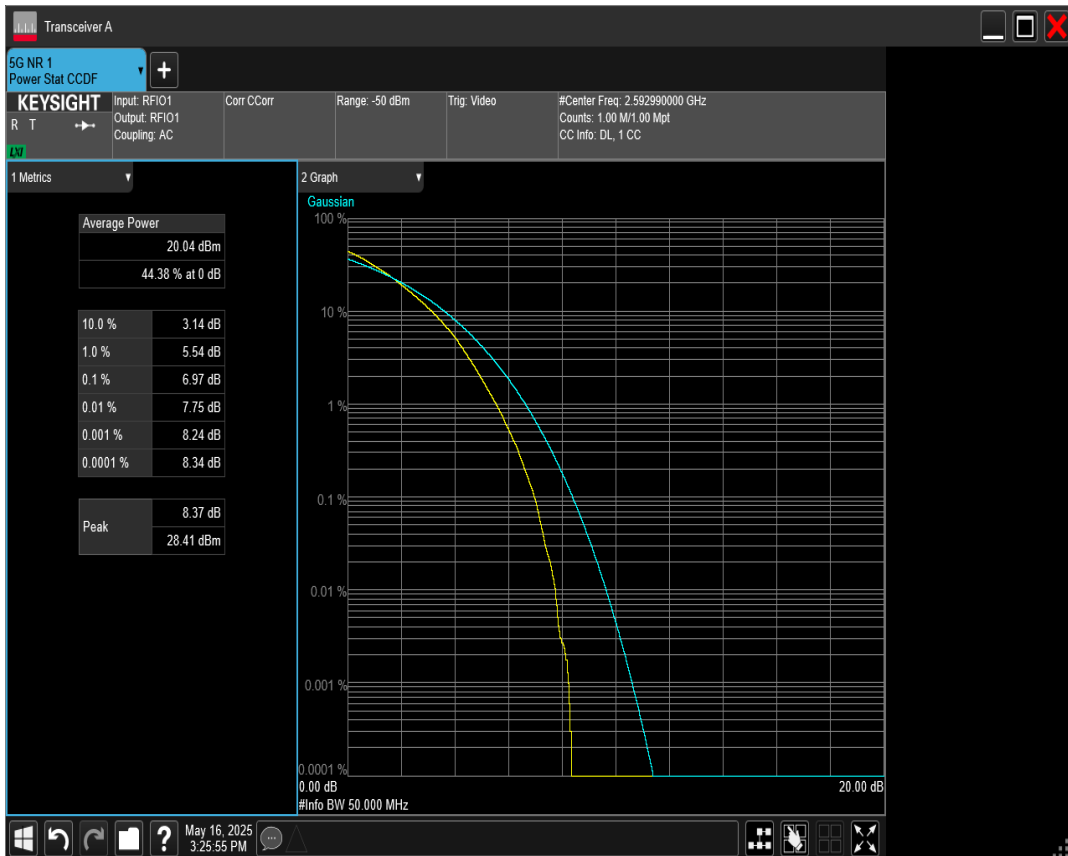 Transceiver A
5G NR 1
Power Stat CCDF
KEYSIGHT
R T
LXI
Input: RFIO1
Output: RFIO1
Coupling: AC
Corr CCorr
Range: -50 dBm
Trig: Video
#Center Freq: 2.592990000 GHz
Counts: 1.00 M/1.00 Mpt
CC Info: DL, 1 CC
1 Metrics
Average Power
20.04 dBm
44.38 % at 0 dB
10.0 % 3.14 dB
1.0 % 5.54 dB
0.1 % 6.97 dB
0.01 % 7.75 dB
0.001 % 8.24 dB
0.0001 % 8.34 dB
Peak 8.37 dB
28.41 dBm
2 Graph
Gaussian
100 %
10 %
1 %
0.1 %
0.01 %
0.001 %
0.0001 %
0.00 dB 20.00 dB
#Info BW 50.000 MHz
?
May 16, 2025
3:25:55 PM